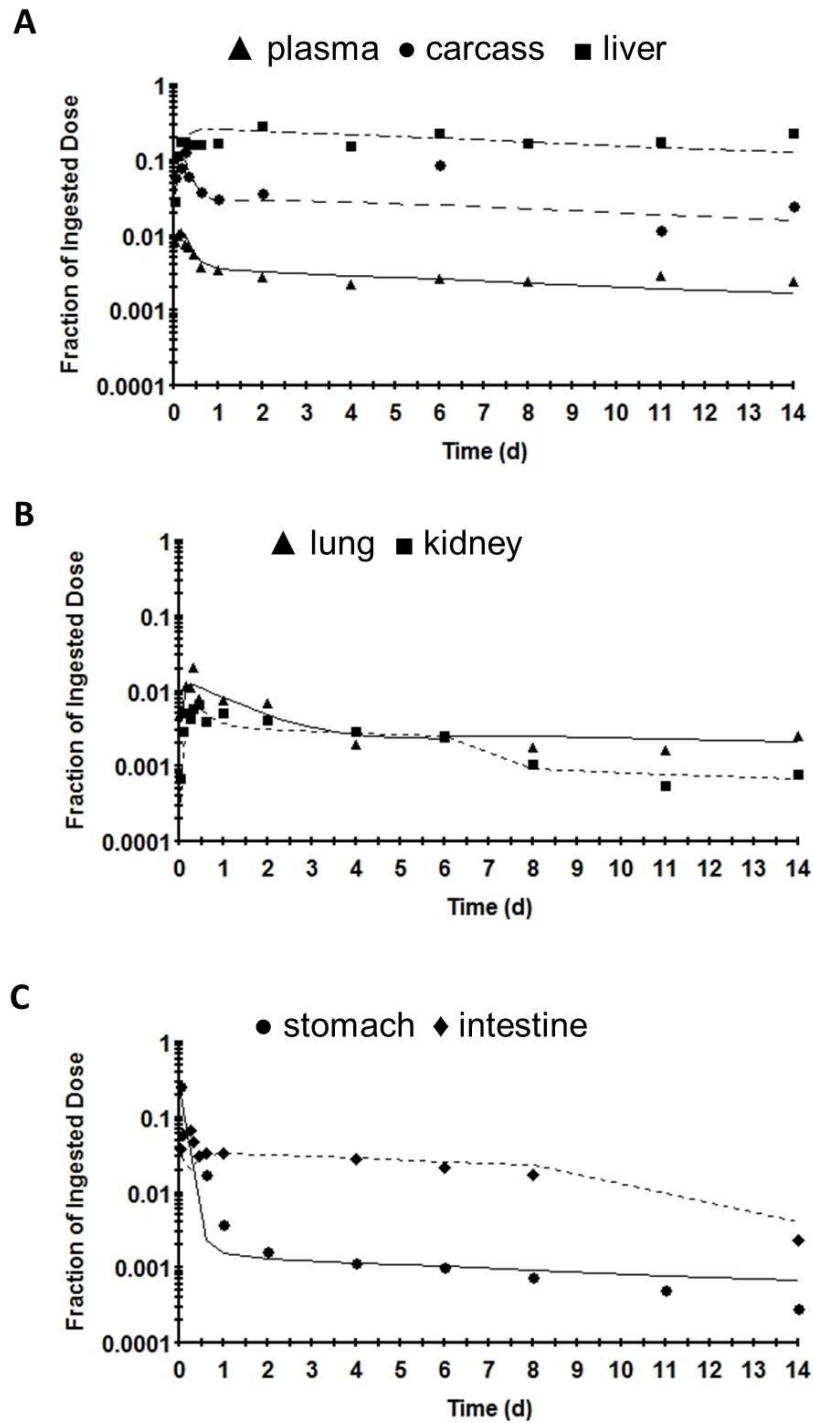 A
▲ plasma ● carcass ■ liver
1
0.1
0.01
0.001
0.0001
Fraction of Ingested Dose
0 1 2 3 4 5 6 7 8 9 10 11 12 13 14
Time (d)
B
▲ lung ■ kidney
1
0.1
0.01
0.001
0.0001
Fraction of Ingested Dose
0 1 2 3 4 5 6 7 8 9 10 11 12 13 14
Time (d)
C
● stomach ♦ intestine
1
0.1
0.01
0.001
0.0001
Fraction of Ingested Dose
0 1 2 3 4 5 6 7 8 9 10 11 12 13 14
Time (d)